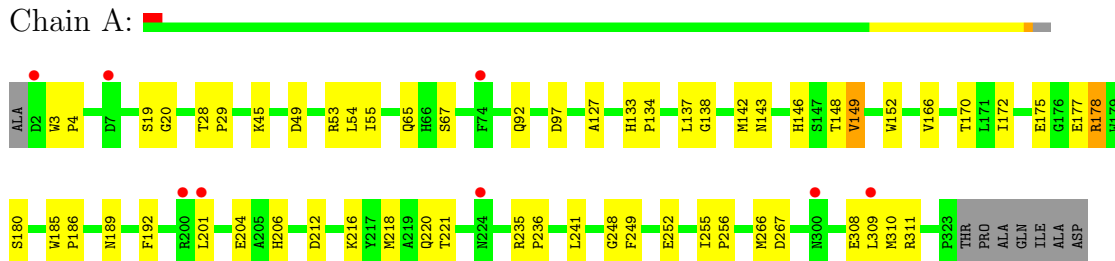 Chain A:
ALA D2 W3 P4 D7 S19 G20 T28 P29 K45 D49 R53 L54 I55 Q65 H66 S67 F74 Q92 D97 A127 H133 P134 L137 G138 M142 N143 H146 S147 T148 V149 W152 V166 T170 L171 I172 E175 G176 E177 R178
S180 W185 P186 N189 F192 R200 L201 E204 A205 H206 D212 K216 Y217 M218 A219 Q220 T221 N224 R235 P236 L241 G248 F249 E252 I255 P256 M266 D267 N300 E308 L309 M310 R311 P323 THR PRO ALA GLN ILE ALA ASP